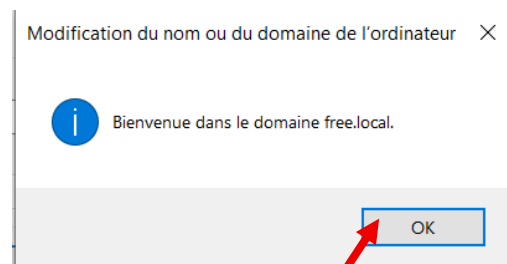 Modification du nom ou du domaine de l’ordinateur
Bienvenue dans le domaine free.local.
OK